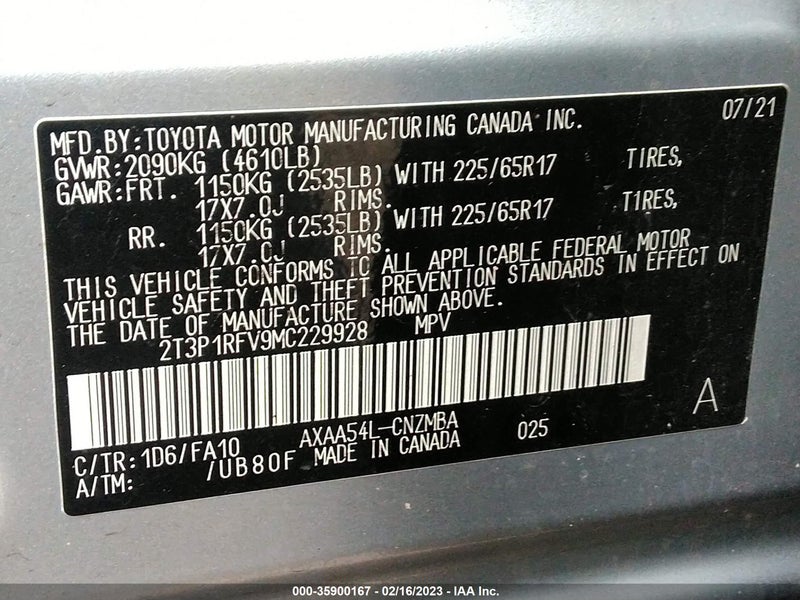 07/21
MFD. BY: TOYOTA MOTOR MANUFACTURING CANADA INC.
GVWR: 2090KG (4610LB)
GAWR: FRT. 1150KG (2535LB) WITH 225/65R17 TIRES,
17X7.0J RIMS.
RR. 1150KG (2535LB) WITH 225/65R17 TIRES,
17X7.0J RIMS.
THIS VEHICLE CONFORMS TO ALL APPLICABLE FEDERAL MOTOR
VEHICLE SAFETY AND THEFT PREVENTION STANDARDS IN EFFECT ON
THE DATE OF MANUFACTURE SHOWN ABOVE.
2T3P1RFV9MC229928 MPV
A
C/TR: 1D6/FA10 AXAA54L-CNZMBA 025
A/TM: /UB80F MADE IN CANADA
000-35900167 - 02/16/2023 - IAA Inc.